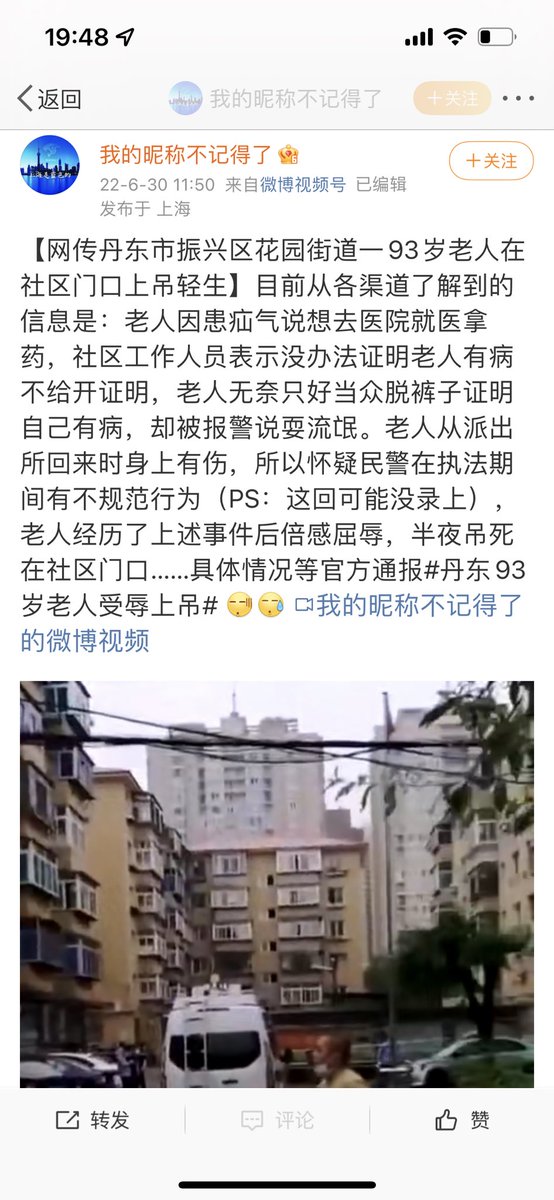 19:48
返回
我的昵称不记得了
+关注
我的昵称不记得了
+关注
22-6-30 11:50 来自微博视频号 已编辑
发布于 上海
【网传丹东市振兴区花园街道一93岁老人在
社区门口上吊轻生】目前从各渠道了解到的
信息是：老人因患疝气说想去医院就医拿
药，社区工作人员表示没办法证明老人有病
不给开证明，老人无奈只好当众脱裤子证明
自己有病，却被报警说耍流氓。老人从派出
所回来时身上有伤，所以怀疑民警在执法期
间有不规范行为（PS：这回可能没录上），
老人经历了上述事件后倍感屈辱，半夜吊死
在社区门口......具体情况等官方通报#丹东93
岁老人受辱上吊# 我的昵称不记得了
的微博视频
转发
评论
赞